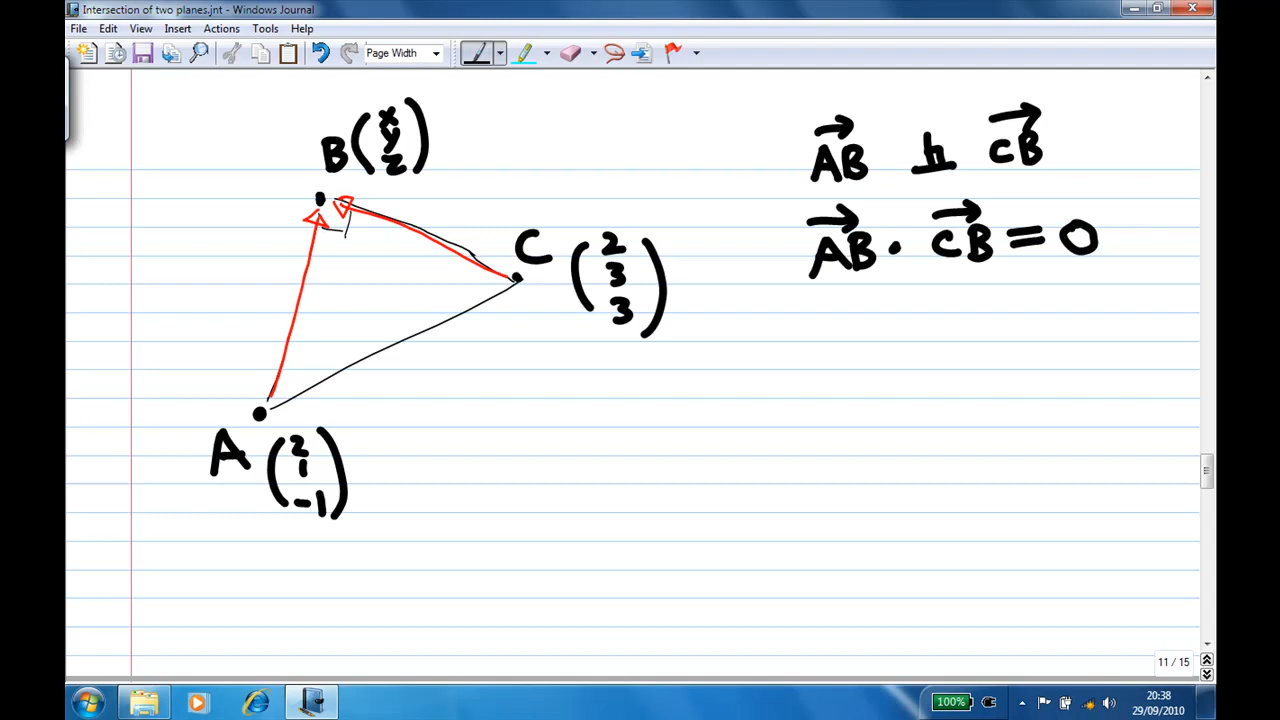 Intersection of two planes.jnt - Windows Journal
File Edit View Insert Actions Tools Help
Page Width
B (x
y
z)
AB ⊥ CB
AB · CB = 0
C (2
3
3)
A (2
1
-1)
11 / 15
100%
20:38
29/09/2010